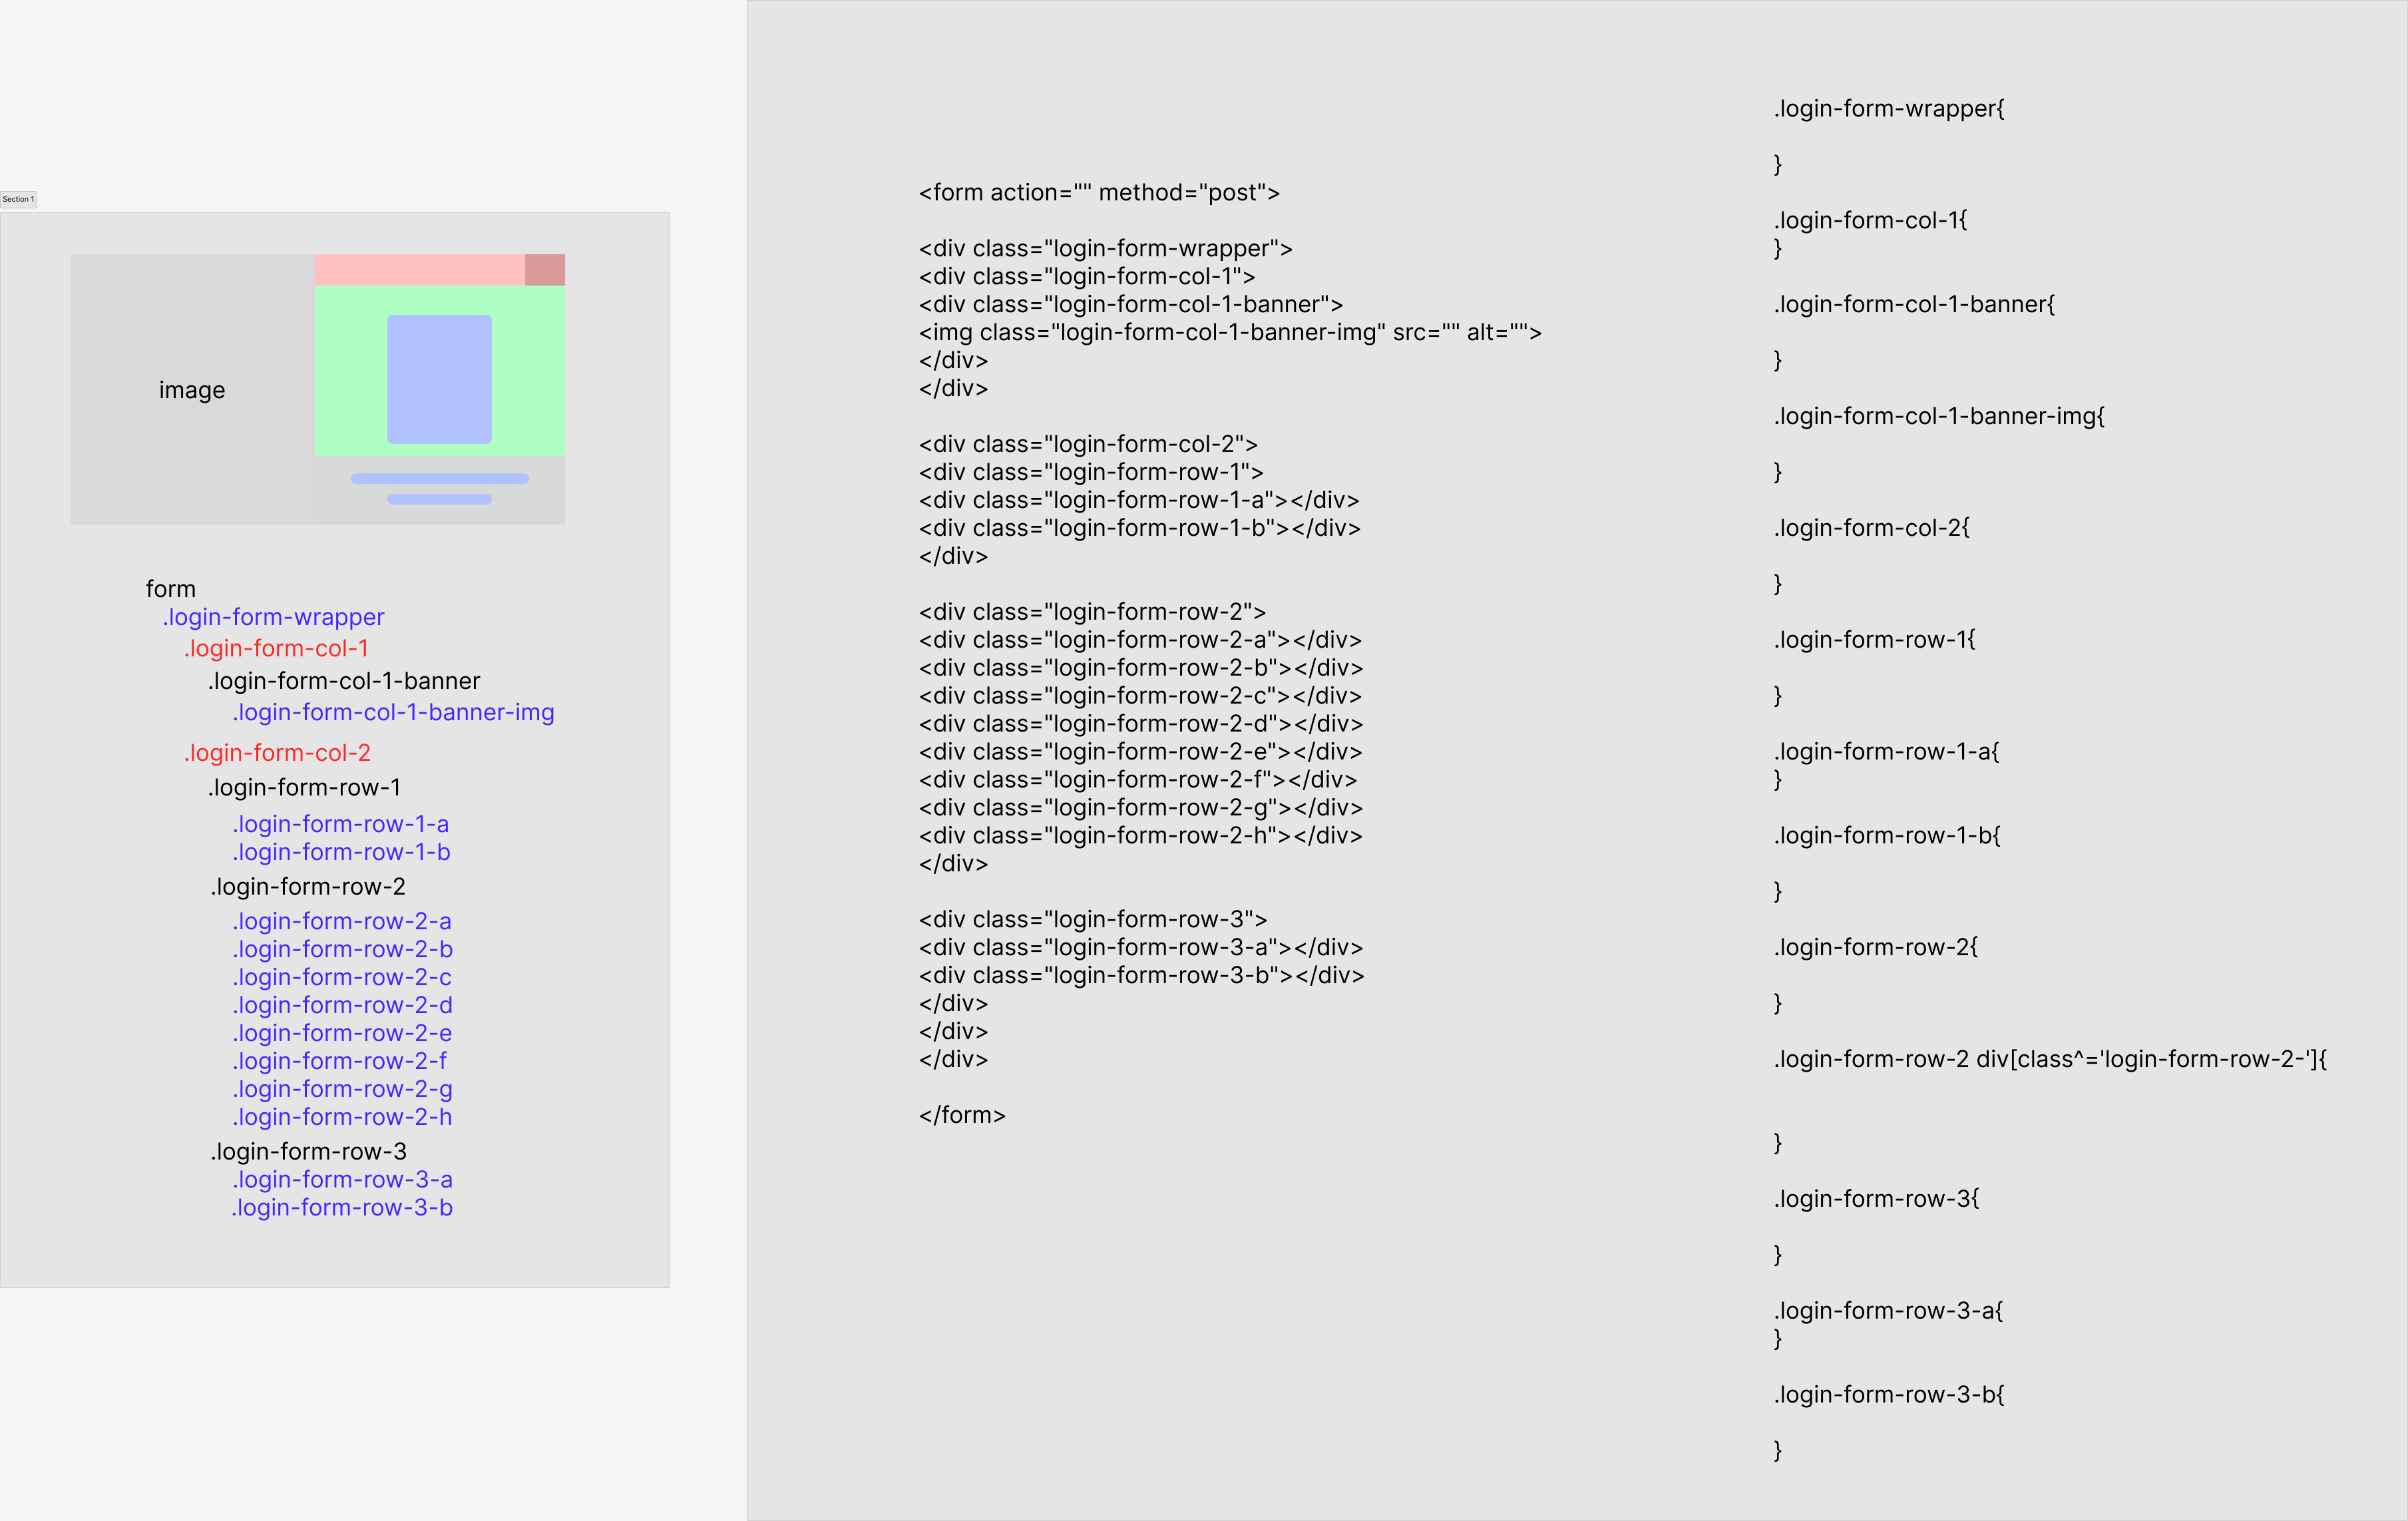 Section 1
image
form
.login-form-wrapper
.login-form-col-1
.login-form-col-1-banner
.login-form-col-1-banner-img
.login-form-col-2
.login-form-row-1
.login-form-row-1-a
.login-form-row-1-b
.login-form-row-2
.login-form-row-2-a
.login-form-row-2-b
.login-form-row-2-c
.login-form-row-2-d
.login-form-row-2-e
.login-form-row-2-f
.login-form-row-2-g
.login-form-row-2-h
.login-form-row-3
.login-form-row-3-a
.login-form-row-3-b
<form action="" method="post">
<div class="login-form-wrapper">
<div class="login-form-col-1">
<div class="login-form-col-1-banner">
<img class="login-form-col-1-banner-img" src="" alt="">
</div>
</div>
<div class="login-form-col-2">
<div class="login-form-row-1">
<div class="login-form-row-1-a"></div>
<div class="login-form-row-1-b"></div>
</div>
<div class="login-form-row-2">
<div class="login-form-row-2-a"></div>
<div class="login-form-row-2-b"></div>
<div class="login-form-row-2-c"></div>
<div class="login-form-row-2-d"></div>
<div class="login-form-row-2-e"></div>
<div class="login-form-row-2-f"></div>
<div class="login-form-row-2-g"></div>
<div class="login-form-row-2-h"></div>
</div>
<div class="login-form-row-3">
<div class="login-form-row-3-a"></div>
<div class="login-form-row-3-b"></div>
</div>
</div>
</div>
</form>
.login-form-wrapper{
}
.login-form-col-1{
}
.login-form-col-1-banner{
}
.login-form-col-1-banner-img{
}
.login-form-col-2{
}
.login-form-row-1{
}
.login-form-row-1-a{
}
.login-form-row-1-b{
}
.login-form-row-2{
}
.login-form-row-2 div[class^='login-form-row-2-']{
}
.login-form-row-3{
}
.login-form-row-3-a{
}
.login-form-row-3-b{
}